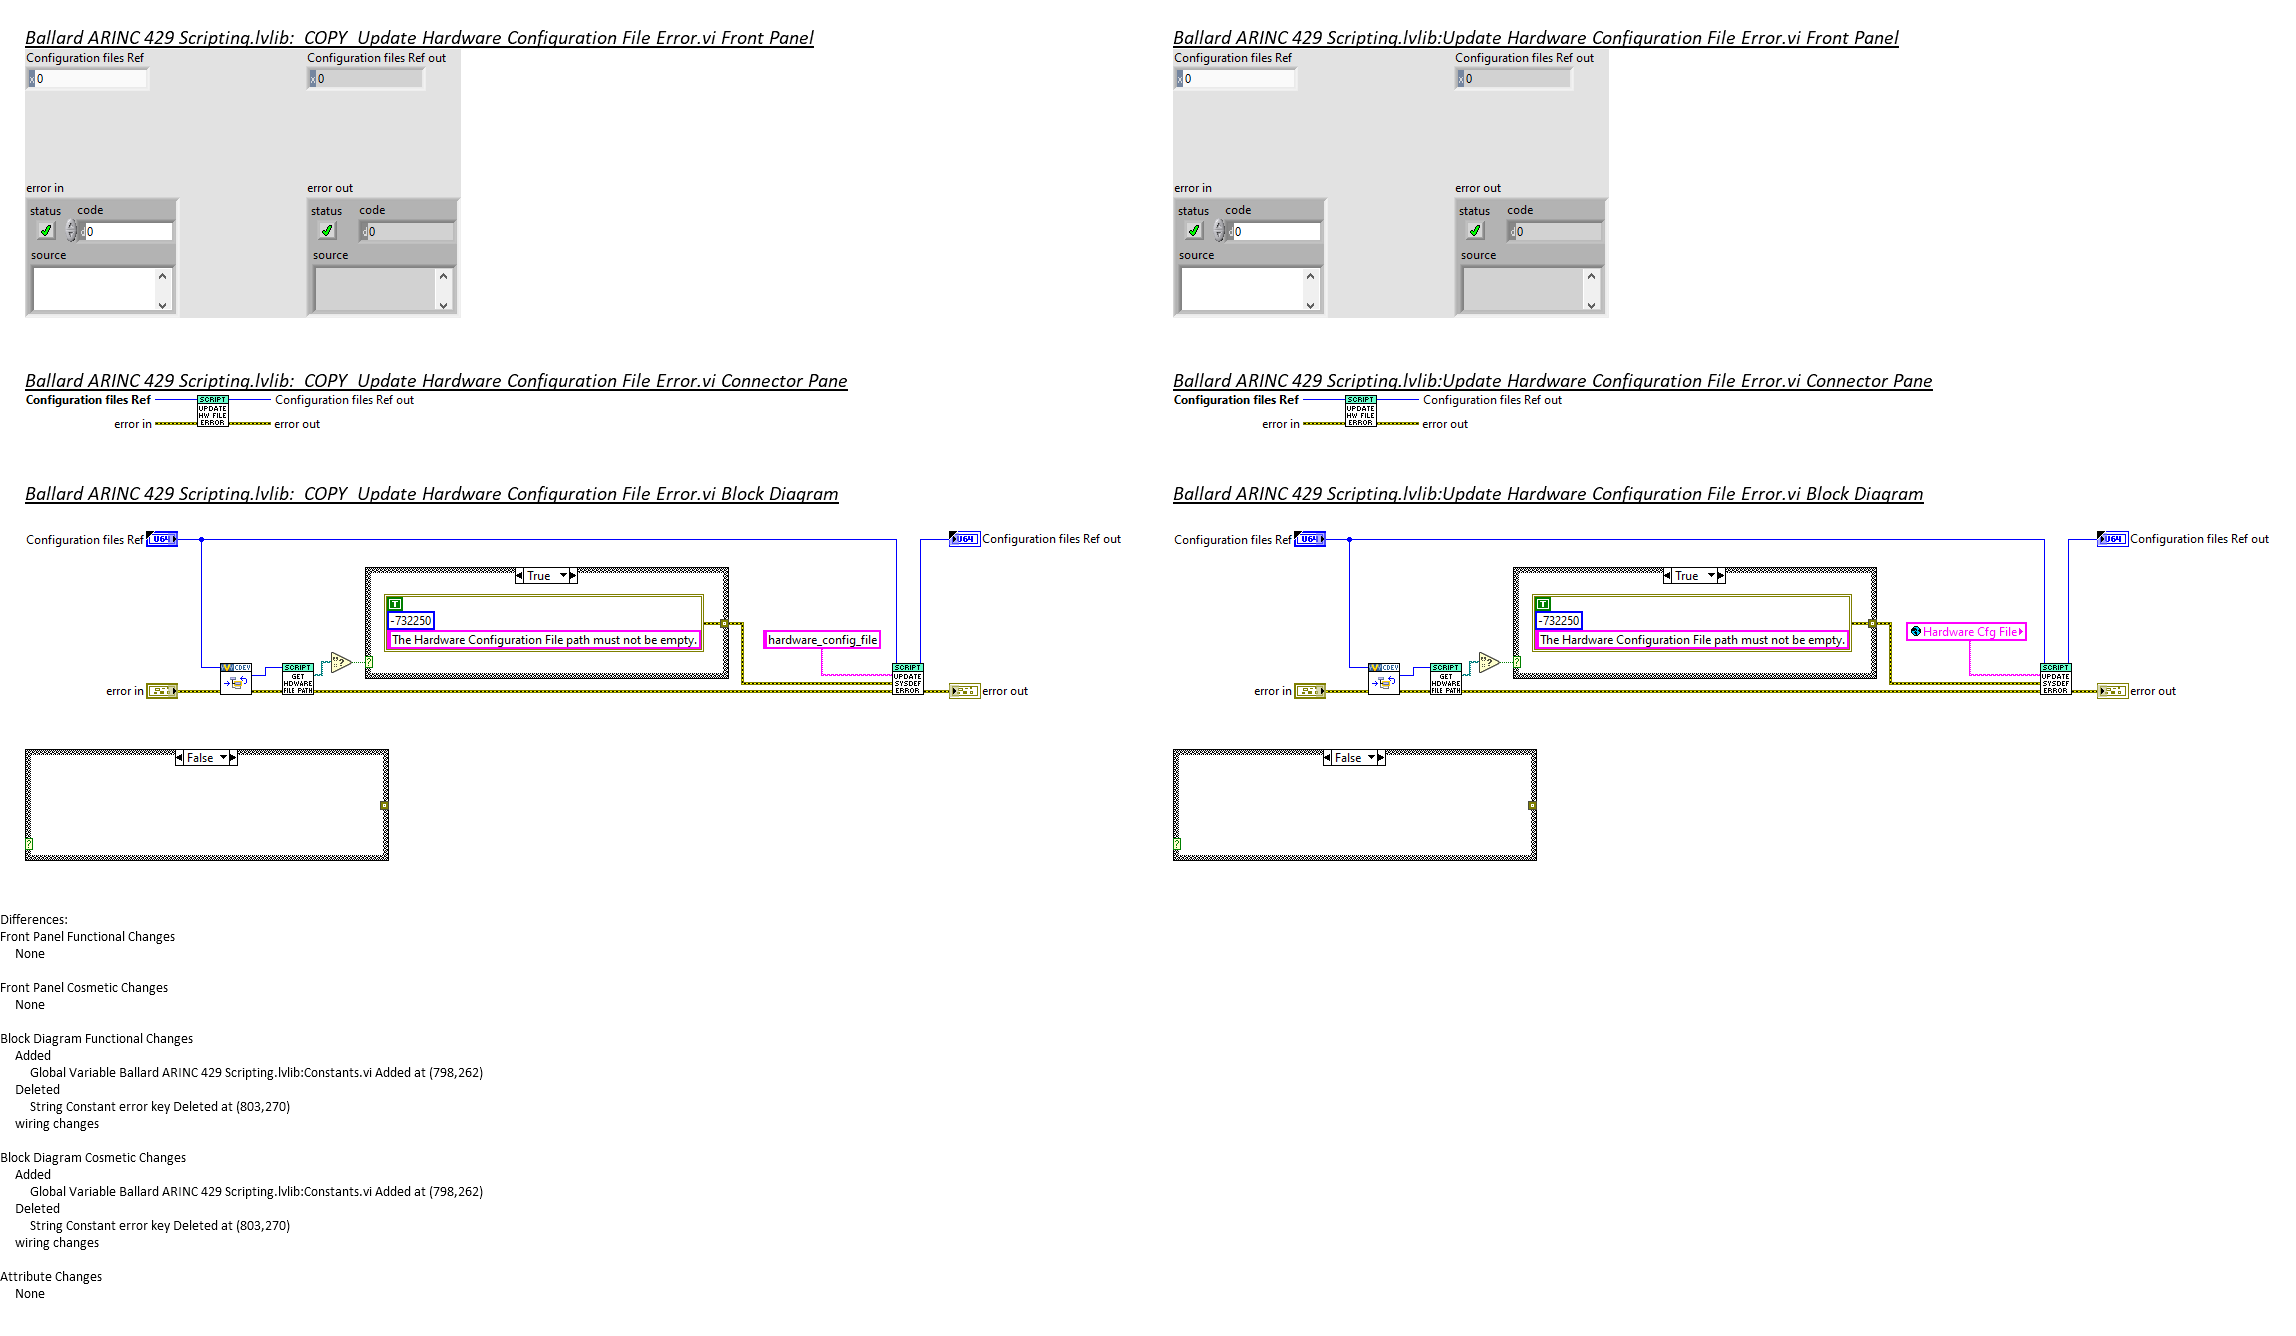 Ballard ARINC 429 Scripting.lvlib:  COPY  Update Hardware Configuration File Error.vi Front Panel
Configuration files Ref
Configuration files Ref out
x 0
x 0
error in
error out
status
code
status
code
d 0
d 0
source
source
Ballard ARINC 429 Scripting.lvlib:  COPY  Update Hardware Configuration File Error.vi Connector Pane
Configuration files Ref
SCRIPT
UPDATE
HW FILE
ERROR
Configuration files Ref out
error in
error out
Ballard ARINC 429 Scripting.lvlib:  COPY  Update Hardware Configuration File Error.vi Block Diagram
Configuration files Ref
U64
U64
Configuration files Ref out
True
T
-732250
The Hardware Configuration File path must not be empty.
hardware_config_file
?
?
CDEV
SCRIPT
GET
HDWARE
FILE PATH
SCRIPT
UPDATE
SYSDEF
ERROR
error in
error out
False
?
Ballard ARINC 429 Scripting.lvlib:Update Hardware Configuration File Error.vi Front Panel
Configuration files Ref
Configuration files Ref out
x 0
x 0
error in
error out
status
code
status
code
d 0
d 0
source
source
Ballard ARINC 429 Scripting.lvlib:Update Hardware Configuration File Error.vi Connector Pane
Configuration files Ref
SCRIPT
UPDATE
HW FILE
ERROR
Configuration files Ref out
error in
error out
Ballard ARINC 429 Scripting.lvlib:Update Hardware Configuration File Error.vi Block Diagram
Configuration files Ref
U64
U64
Configuration files Ref out
True
T
-732250
The Hardware Configuration File path must not be empty.
Hardware Cfg File
?
?
CDEV
SCRIPT
GET
HDWARE
FILE PATH
SCRIPT
UPDATE
SYSDEF
ERROR
error in
error out
False
?
Differences:
Front Panel Functional Changes
None
Front Panel Cosmetic Changes
None
Block Diagram Functional Changes
Added
Global Variable Ballard ARINC 429 Scripting.lvlib:Constants.vi Added at (798,262)
Deleted
String Constant error key Deleted at (803,270)
wiring changes
Block Diagram Cosmetic Changes
Added
Global Variable Ballard ARINC 429 Scripting.lvlib:Constants.vi Added at (798,262)
Deleted
String Constant error key Deleted at (803,270)
wiring changes
Attribute Changes
None